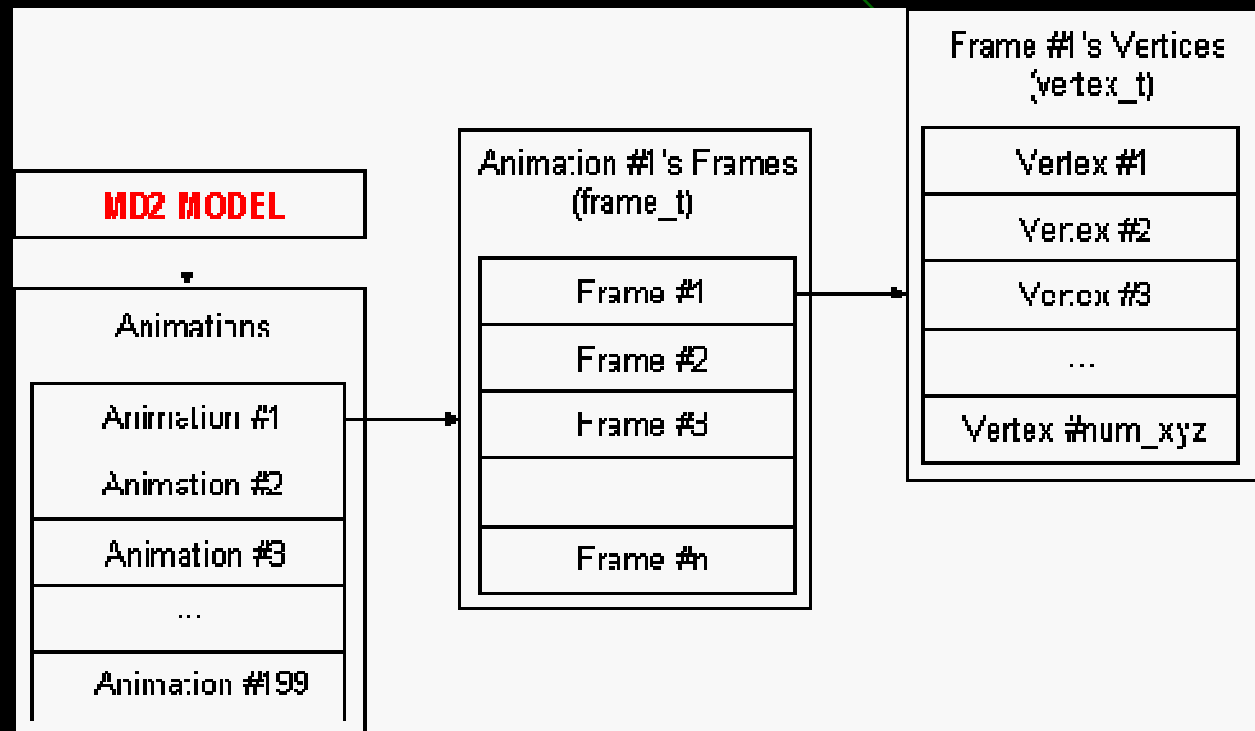 MD2 MODEL
Animations
Animation #1
Animation #2
Animation #3
...
Animation #199
Animation #1's Frames
(frame_t)
Frame #1
Frame #2
Frame #3
Frame #n
Frame #1's Vertices
(vertex_t)
Vertex #1
Vertex #2
Vertex #3
...
Vertex #num_xyz